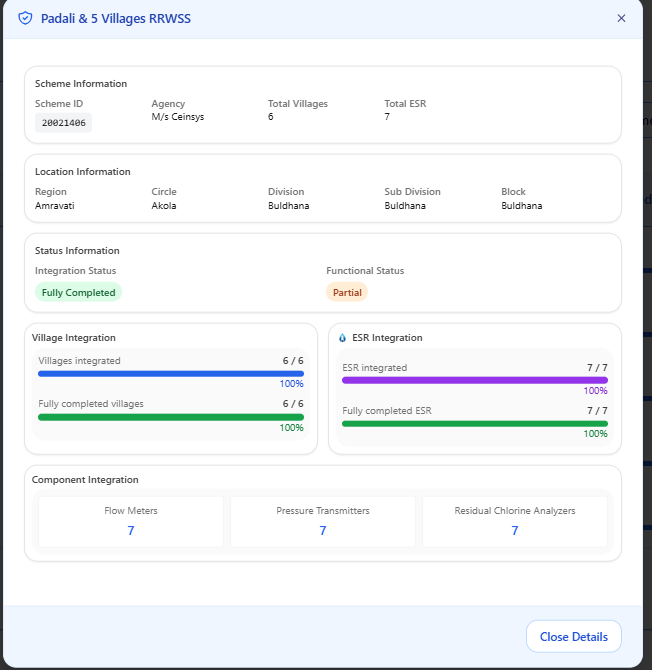 Padali & 5 Villages RRWSS
Scheme Information
Scheme ID Agency Total Villages Total ESR
20021406 M/s Ceinsys 6 7
Location Information
Region Circle Division Sub Division Block
Amravati Akola Buldhana Buldhana Buldhana
Status Information
Integration Status Functional Status
Fully Completed Partial
Village Integration
Villages integrated 6 / 6
100%
Fully completed villages 6 / 6
100%
ESR Integration
ESR integrated 7 / 7
100%
Fully completed ESR 7 / 7
100%
Component Integration
Flow Meters Pressure Transmitters Residual Chlorine Analyzers
7 7 7
Close Details